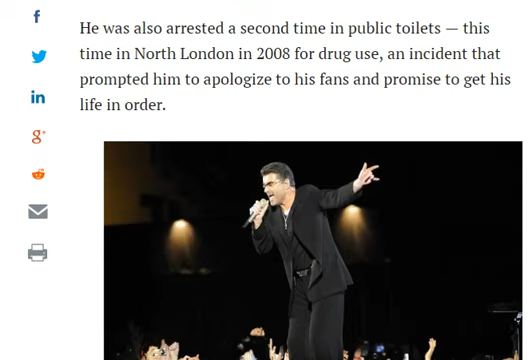 He was also arrested a second time in public toilets — this
time in North London in 2008 for drug use, an incident that
prompted him to apologize to his fans and promise to get his
life in order.